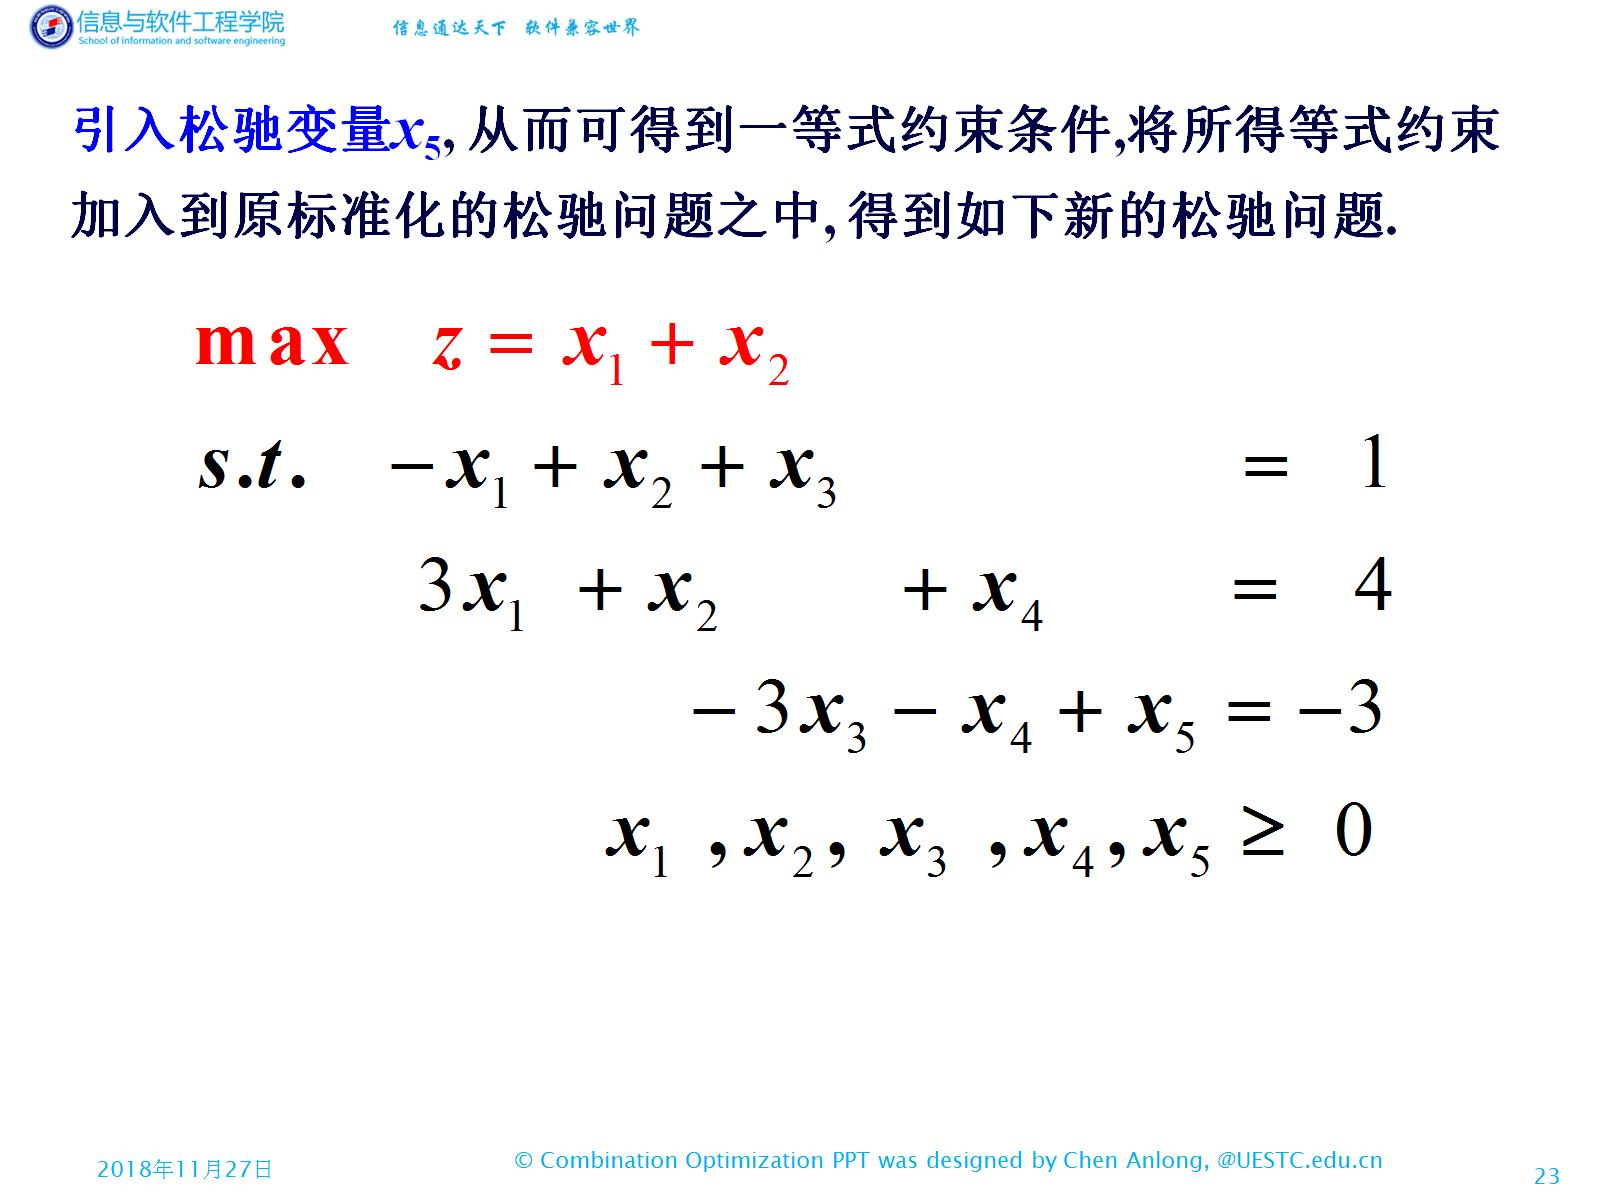 信息与软件工程学院
School of information and software engineering
信息通达天下 软件兼容世界
引入松驰变量x₅, 从而可得到一等式约束条件,将所得等式约束
加入到原标准化的松驰问题之中, 得到如下新的松驰问题.
max z = x₁ + x₂
s.t. −x₁ + x₂ + x₃ = 1
3x₁ + x₂ + x₄ = 4
−3x₃ − x₄ + x₅ = −3
x₁ ,x₂, x₃ ,x₄,x₅ ≥ 0
2018年11月27日
© Combination Optimization PPT was designed by Chen Anlong, @UESTC.edu.cn
23